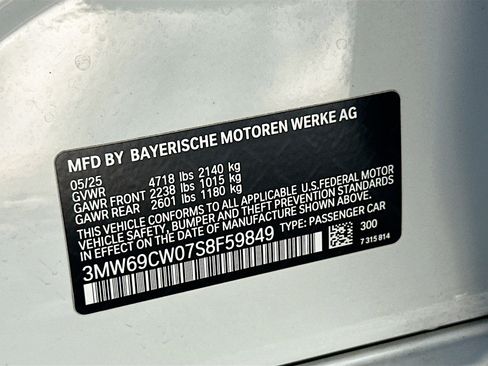 MFD BY BAYERISCHE MOTOREN WERKE AG
05/25
GVWR 4718 lbs 2140 kg
GAWR FRONT 2238 lbs 1015 kg
GAWR REAR 2601 lbs 1180 kg
THIS VEHICLE CONFORMS TO ALL APPLICABLE U.S. FEDERAL MOTOR
VEHICLE SAFETY, BUMPER AND THEFT PREVENTION STANDARDS
IN EFFECT ON THE DATE OF MANUFACTURE SHOWN ABOVE.
3MW69CW07S8F59849 TYPE: PASSENGER CAR
300
7 315 814